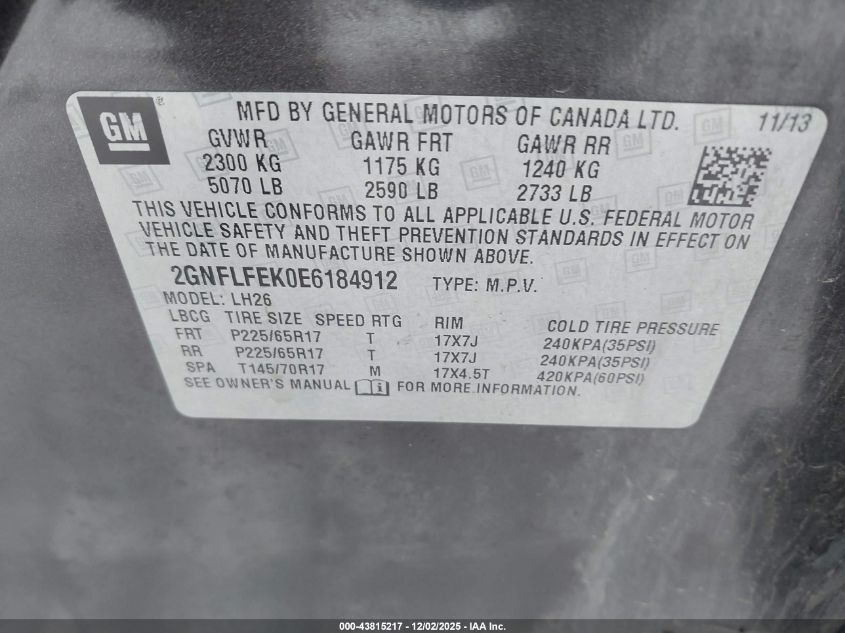 GM
MFD BY GENERAL MOTORS OF CANADA LTD. 11/13
GVWR GAWR FRT GAWR RR
2300 KG 1175 KG 1240 KG
5070 LB 2590 LB 2733 LB
THIS VEHICLE CONFORMS TO ALL APPLICABLE U.S. FEDERAL MOTOR
VEHICLE SAFETY AND THEFT PREVENTION STANDARDS IN EFFECT ON
THE DATE OF MANUFACTURE SHOWN ABOVE.
2GNFLFEK0E6184912 TYPE: M.P.V.
MODEL: LH26
LBCG TIRE SIZE SPEED RTG RIM COLD TIRE PRESSURE
FRT P225/65R17 T 17X7J 240KPA(35PSI)
RR P225/65R17 T 17X7J 240KPA(35PSI)
SPA T145/70R17 M 17X4.5T 420KPA(60PSI)
SEE OWNER'S MANUAL FOR MORE INFORMATION.
000-43815217 - 12/02/2025 - IAA Inc.